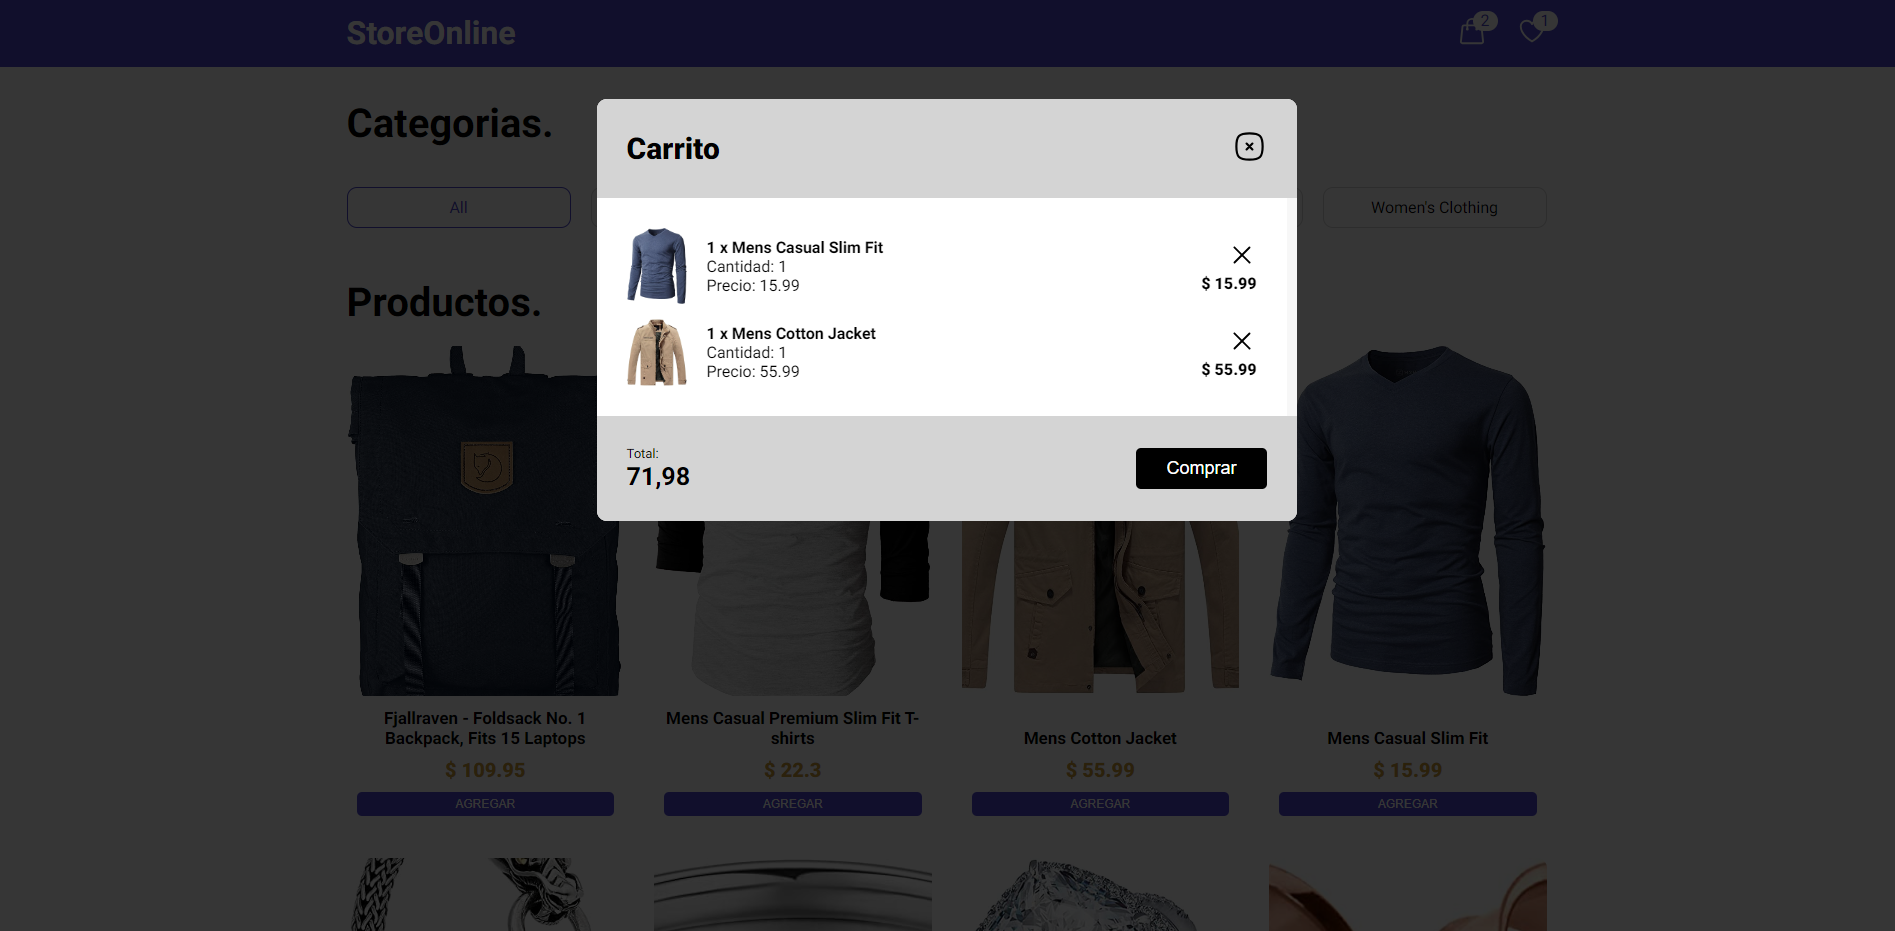 StoreOnline
2
1
Categorias.
All
Women's Clothing
Productos.
Carrito
1 x Mens Casual Slim Fit
Cantidad: 1
Precio: 15.99
$ 15.99
1 x Mens Cotton Jacket
Cantidad: 1
Precio: 55.99
$ 55.99
Total:
71,98
Comprar
Fjallraven - Foldsack No. 1
Backpack, Fits 15 Laptops
$ 109.95
AGREGAR
Mens Casual Premium Slim Fit T-
shirts
$ 22.3
AGREGAR
Mens Cotton Jacket
$ 55.99
AGREGAR
Mens Casual Slim Fit
$ 15.99
AGREGAR